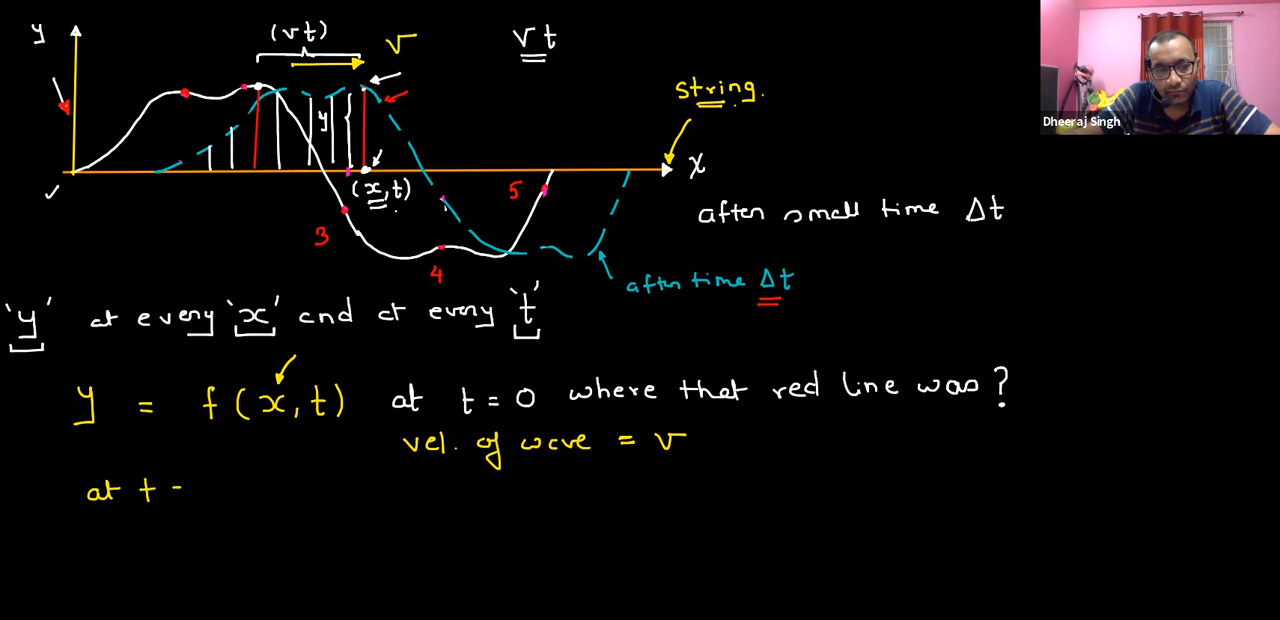 y
(vt)
v
vt
string.
Dheeraj Singh
y
x
(x,t)
5
3
4
after small time Δt
after time Δt
'y' at every 'x' and at every 't'
y = f(x,t) at t = 0 where that red line was?
vel. of wave = v
at t -